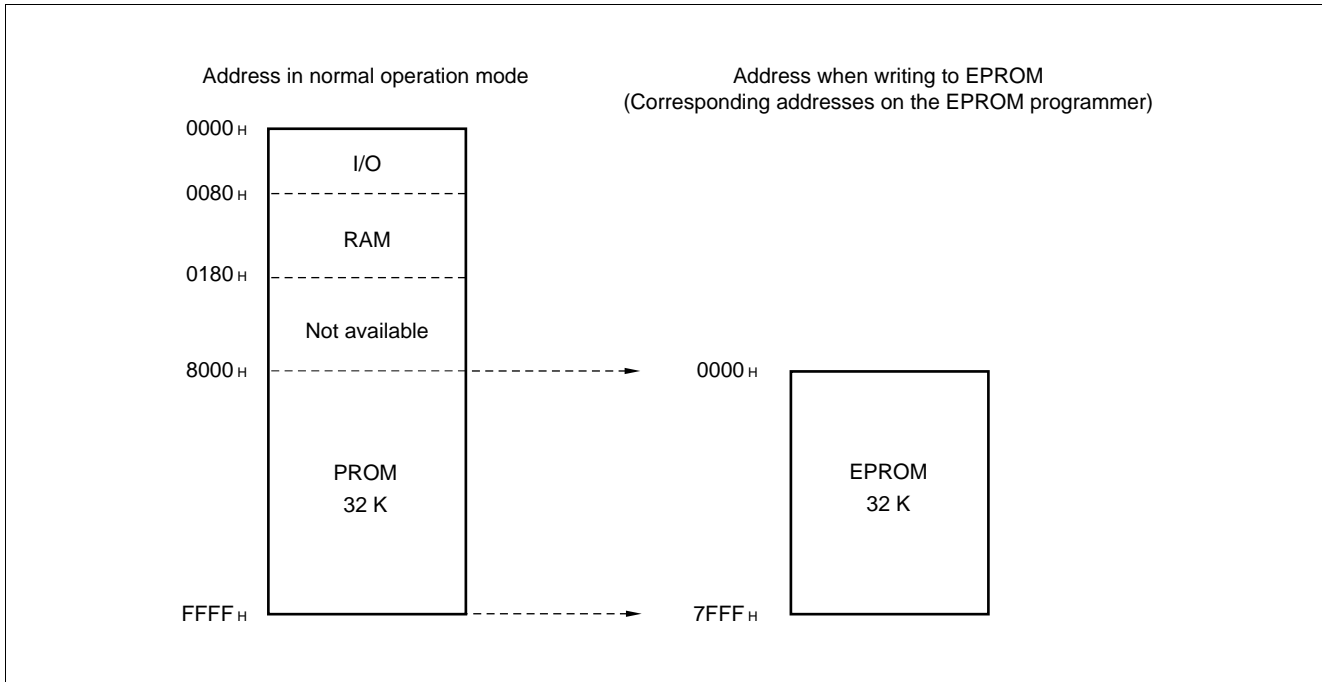 Address in normal operation mode
0000 H
I/O
0080 H
RAM
0180 H
Not available
8000 H
PROM
32 K
FFFF H
Address when writing to EPROM
(Corresponding addresses on the EPROM programmer)
0000 H
EPROM
32 K
7FFF H